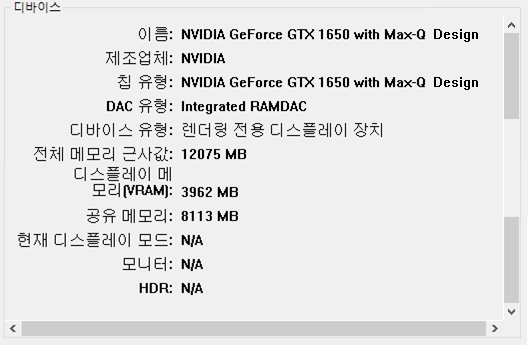 디바이스
이름: NVIDIA GeForce GTX 1650 with Max-Q Design
제조업체: NVIDIA
칩 유형: NVIDIA GeForce GTX 1650 with Max-Q Design
DAC 유형: Integrated RAMDAC
디바이스 유형: 렌더링 전용 디스플레이 장치
전체 메모리 근사값: 12075 MB
디스플레이 메
모리(VRAM): 3962 MB
공유 메모리: 8113 MB
현재 디스플레이 모드: N/A
모니터: N/A
HDR: N/A